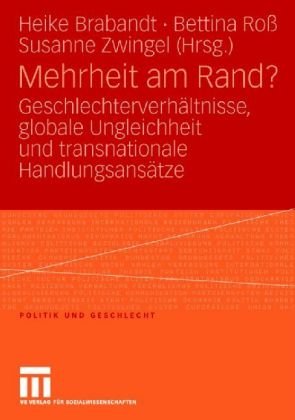 Heike Brabandt · Bettina Roß
Susanne Zwingel (Hrsg.)
Mehrheit am Rand?
Geschlechterverhältnisse,
globale Ungleichheit
und transnationale
Handlungsansätze
POLITIK UND GESCHLECHT
VS VERLAG FÜR SOZIALWISSENSCHAFTEN